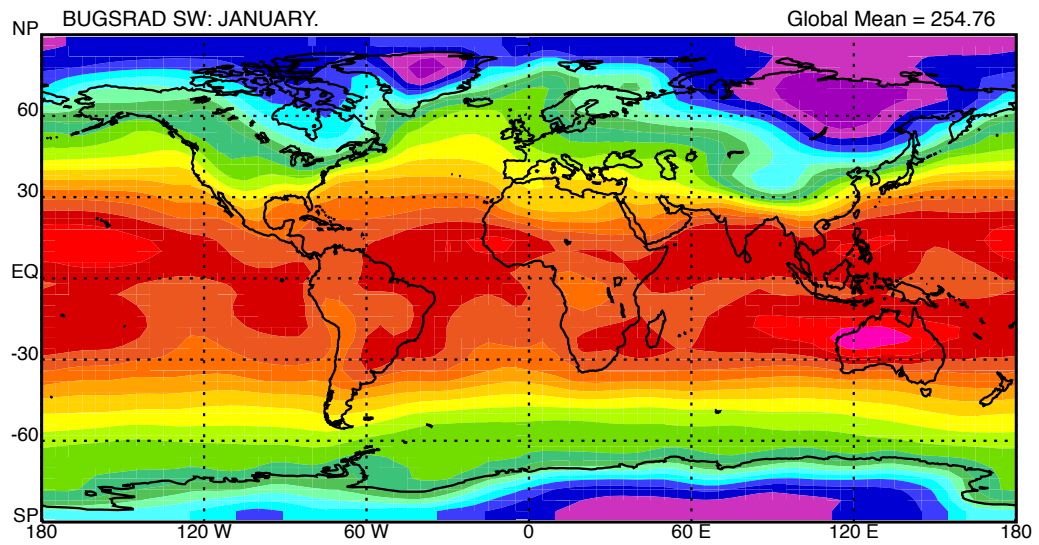 BUGSRAD SW: JANUARY. Global Mean = 254.76
NP
60
30
EQ
-30
-60
SP
180 120 W 60 W 0 60 E 120 E 180